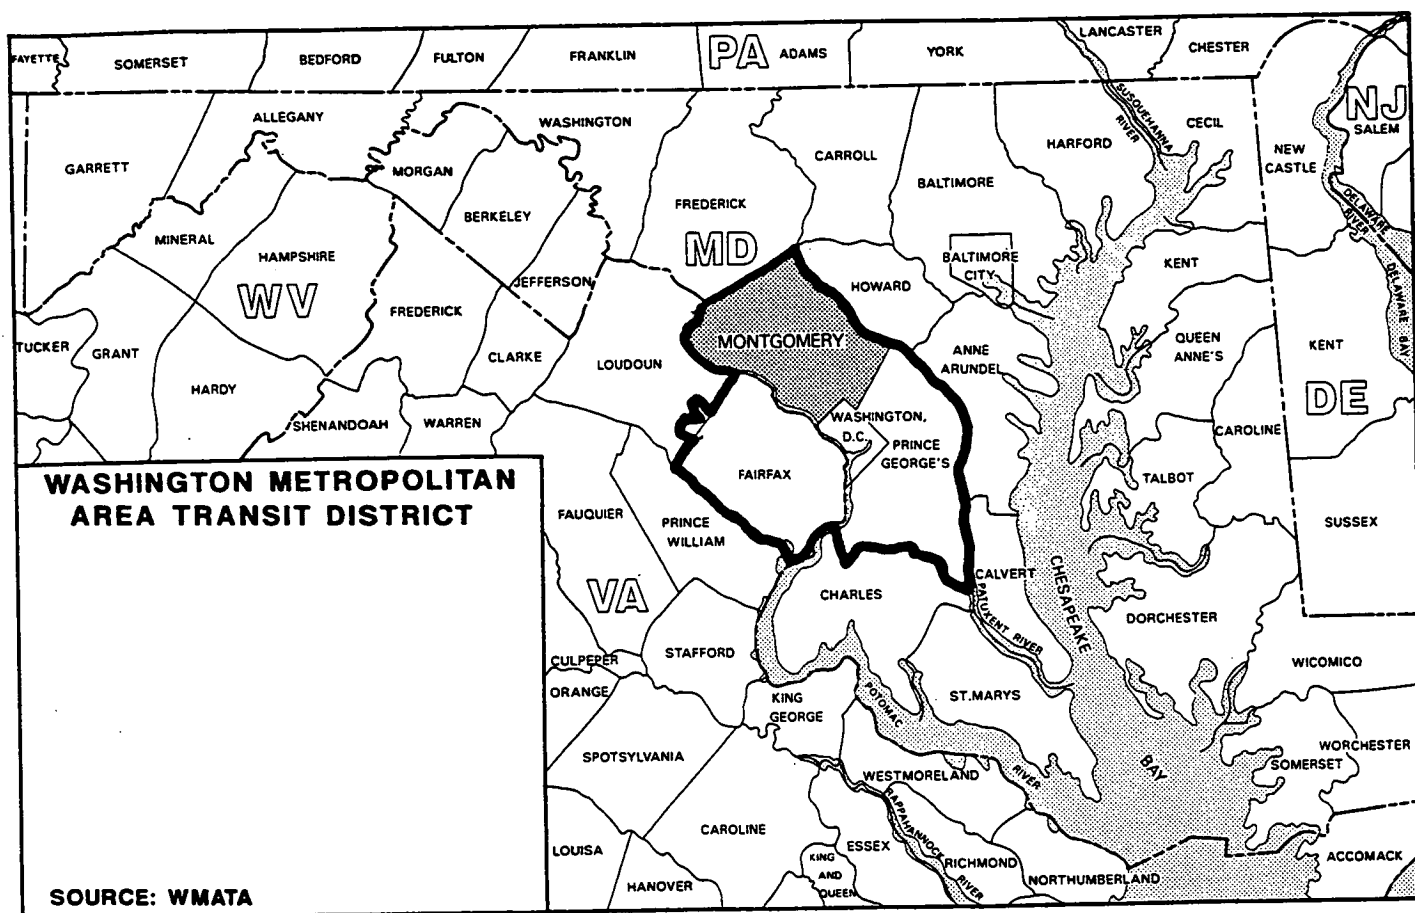 FAYETTE
SOMERSET
BEDFORD
FULTON
FRANKLIN
PA
ADAMS
YORK
LANCASTER
CHESTER
NJ
SALEM
ALLEGANY
WASHINGTON
GARRETT
MORGAN
CARROLL
HARFORD
SUSQUEHANNA
RIVER
CECIL
NEW
CASTLE
DELAWARE
RIVER
MINERAL
HAMPSHIRE
BERKELEY
FREDERICK
MD
BALTIMORE
BALTIMORE
CITY
KENT
DELAWARE
BAY
WV
FREDERICK
JEFFERSON
HOWARD
TUCKER
GRANT
CLARKE
LOUDOUN
MONTGOMERY
ANNE
ARUNDEL
QUEEN
ANNE'S
KENT
DE
HARDY
SHENANDOAH
WARREN
WASHINGTON,
D.C.
PRINCE
GEORGE'S
CAROLINE
FAIRFAX
TALBOT
SUSSEX
WASHINGTON METROPOLITAN
AREA TRANSIT DISTRICT
FAUQUIER
PRINCE
WILLIAM
VA
CHARLES
CALVERT
PATUXENT RIVER
CHESAPEAKE
BAY
DORCHESTER
CULPEPER
STAFFORD
WICOMICO
ORANGE
KING
GEORGE
POTOMAC
RIVER
ST.MARYS
SPOTSYLVANIA
WESTMORELAND
SOMERSET
WORCHESTER
CAROLINE
RAPPAHANNOCK
RIVER
LOUISA
HANOVER
KING
AND
QUEEN
ESSEX
RICHMOND
NORTHUMBERLAND
ACCOMACK
SOURCE: WMATA